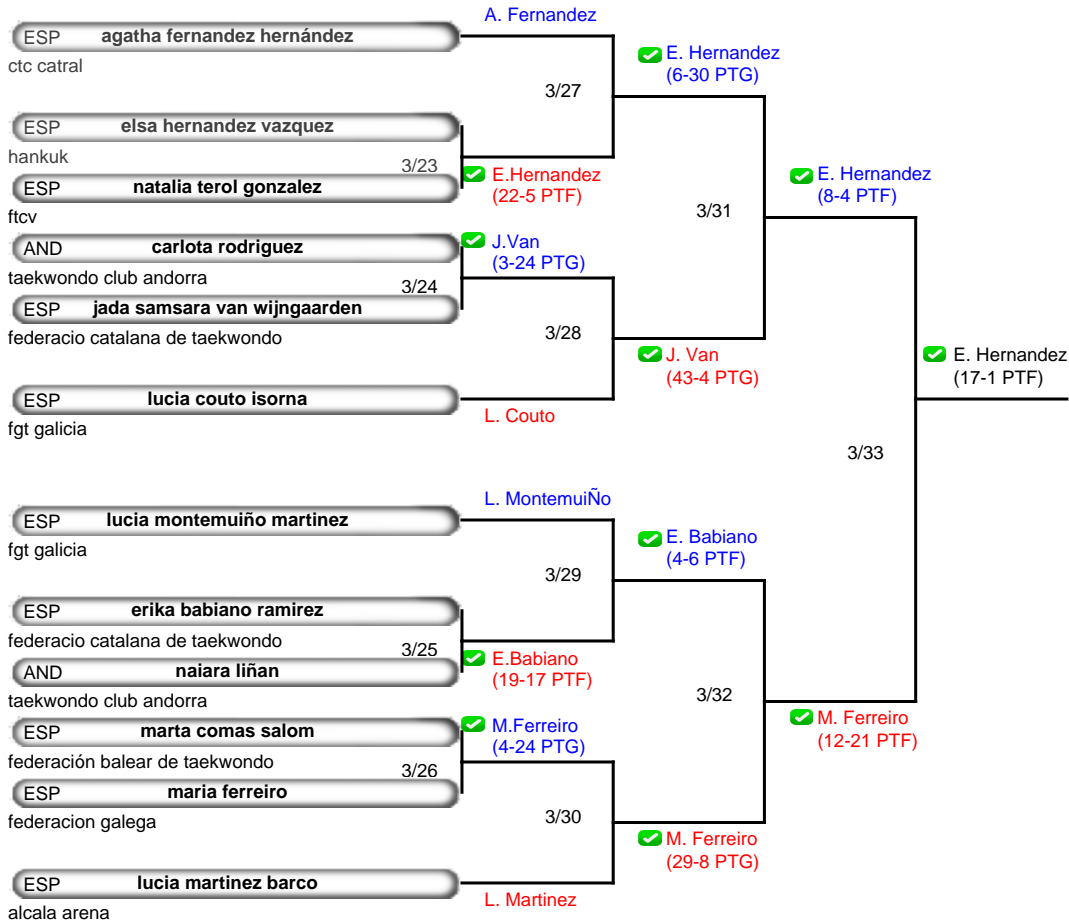 A. Fernandez
ESP agatha fernandez hernández
ctc catral
E. Hernandez
(6-30 PTG)
3/27
ESP elsa hernandez vazquez
hankuk
3/23
E.Hernandez
(22-5 PTF)
ESP natalia terol gonzalez
ftcv
E. Hernandez
(8-4 PTF)
3/31
AND carlota rodriguez
taekwondo club andorra
J.Van
(3-24 PTG)
3/24
ESP jada samsara van wijngaarden
federacio catalana de taekwondo
3/28
J. Van
(43-4 PTG)
E. Hernandez
(17-1 PTF)
ESP lucia couto isorna
fgt galicia
L. Couto
3/33
L. MontemuiÑo
ESP lucia montemuiño martinez
fgt galicia
E. Babiano
(4-6 PTF)
3/29
ESP erika babiano ramirez
federacio catalana de taekwondo
3/25
E.Babiano
(19-17 PTF)
AND naiara liñan
taekwondo club andorra
3/32
M. Ferreiro
(12-21 PTF)
ESP marta comas salom
federación balear de taekwondo
M.Ferreiro
(4-24 PTG)
3/26
ESP maria ferreiro
federacion galega
3/30
M. Ferreiro
(29-8 PTG)
ESP lucia martinez barco
alcala arena
L. Martinez